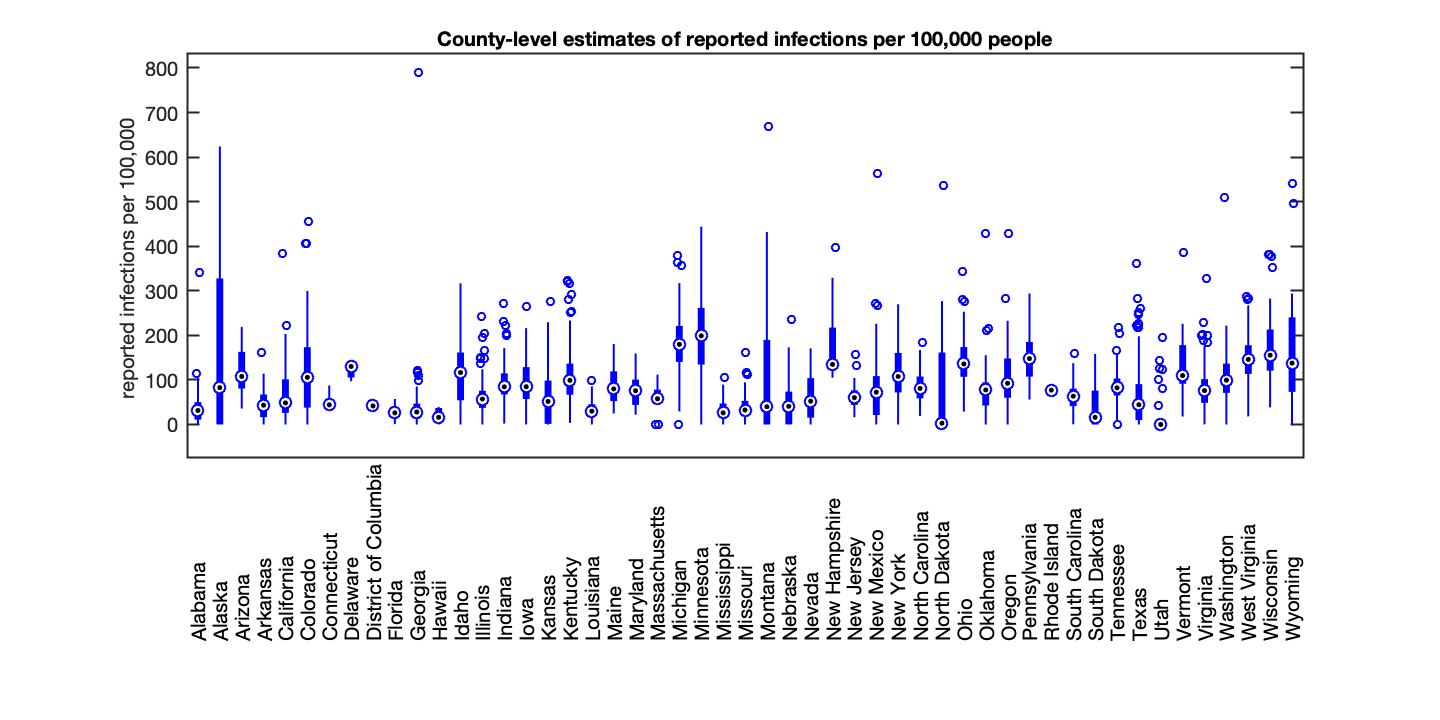 County-level estimates of reported infections per 100,000 people
reported infections per 100,000
800
700
600
500
400
300
200
100
0
Alabama
Alaska
Arizona
Arkansas
California
Colorado
Connecticut
Delaware
District of Columbia
Florida
Georgia
Hawaii
Idaho
Illinois
Indiana
Iowa
Kansas
Kentucky
Louisiana
Maine
Maryland
Massachusetts
Michigan
Minnesota
Mississippi
Missouri
Montana
Nebraska
Nevada
New Hampshire
New Jersey
New Mexico
New York
North Carolina
North Dakota
Ohio
Oklahoma
Oregon
Pennsylvania
Rhode Island
South Carolina
South Dakota
Tennessee
Texas
Utah
Vermont
Virginia
Washington
West Virginia
Wisconsin
Wyoming